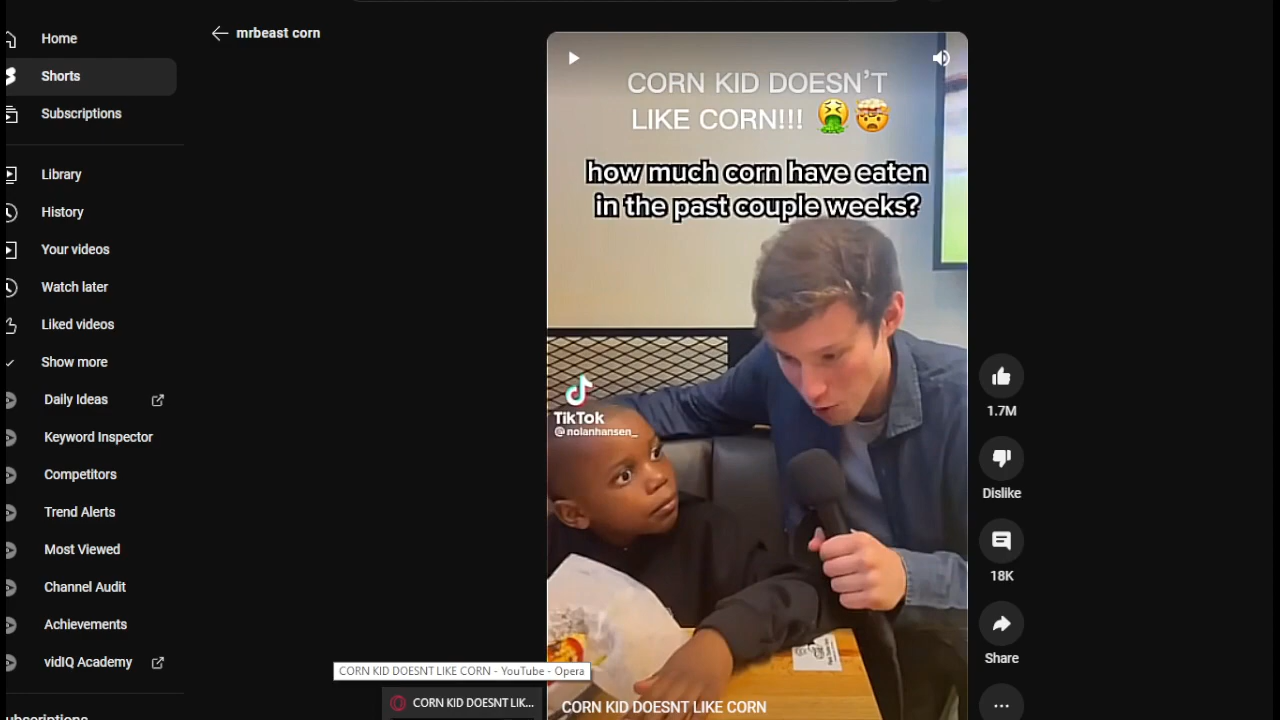 Home
Shorts
Subscriptions
Library
History
Your videos
Watch later
Liked videos
Show more
Daily Ideas
Keyword Inspector
Competitors
Trend Alerts
Most Viewed
Channel Audit
Achievements
vidIQ Academy
mrbeast corn
CORN KID DOESN'T
LIKE CORN!!! 🤮🤯
how much corn have eaten
in the past couple weeks?
TikTok
@nolanhansen_
CORN KID DOESNT LIKE CORN
1.7M
Dislike
18K
Share
CORN KID DOESNT LIKE CORN - YouTube - Opera
CORN KID DOESNT LIK...